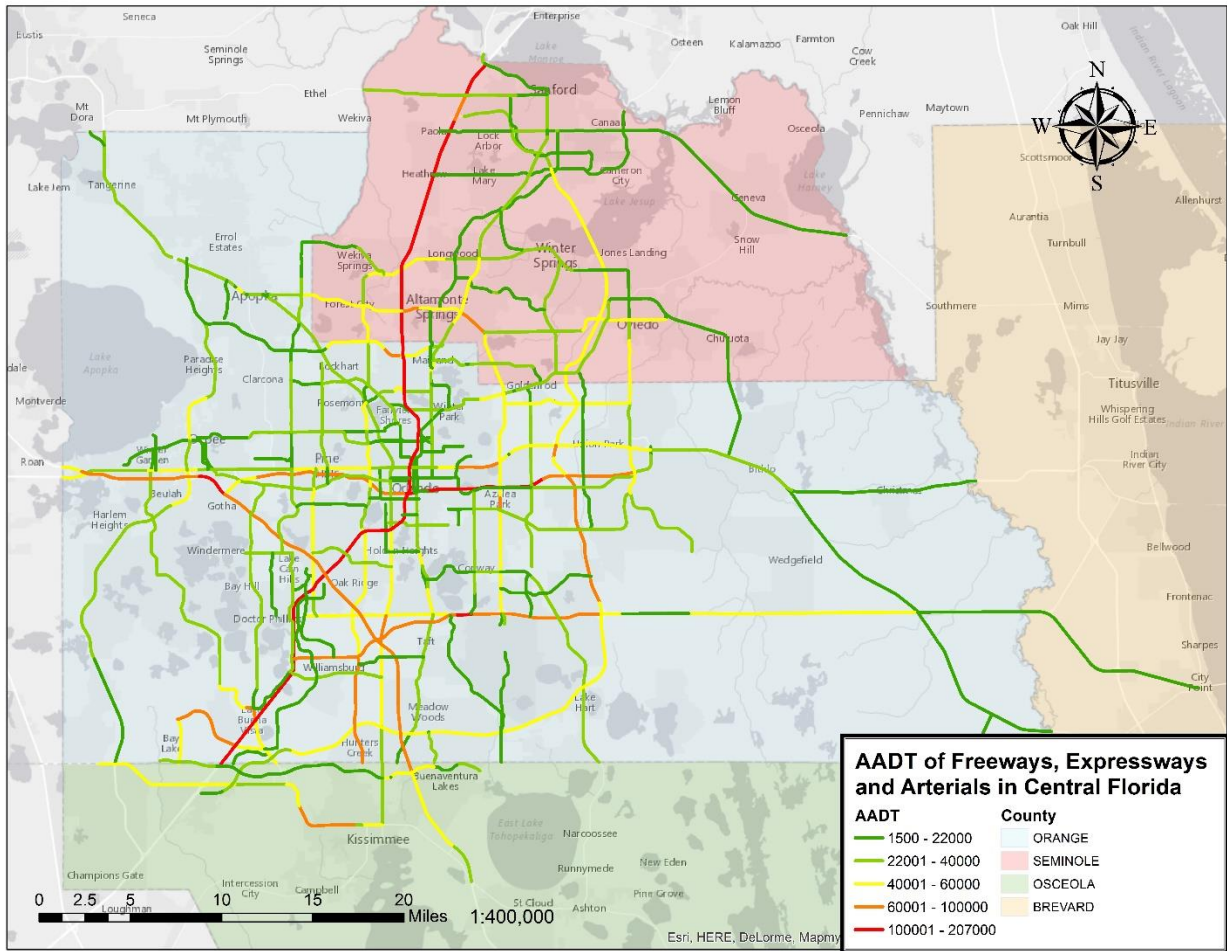 Seneca
Enterprise
Oak Hill
Eustis
Seminole
Springs
Lake
Monroe
Osteen
Kalamazoo
Farmton
Cow
Creek
Indian River Lagoon
N
W
E
S
Ethel
Sanford
Lemon
Bluff
Mt
Dora
Mt Plymouth
Wekiva
Pennichaw
Maytown
Canaan
Osceola
Lock
Arbor
Scottsmoor
Lake Jem
Tangerine
Heathrow
Lake
Mary
Cameron
City
Lake
Harney
Geneva
Allenhurst
Lake Jesup
Aurantia
Errol
Estates
Snow
Hill
Turnbull
Wekiva
Springs
Longwood
Winter
Springs
Jones Landing
Apopka
Forest City
Altamonte
Springs
Southmere
Mims
Oviedo
Chuluota
Jay Jay
Lake
Apopka
Paradise
Heights
Lockhart
Maitland
Clarcona
Goldenrod
Titusville
Montverde
Rosemont
Fairview
Shores
Winter
Park
Whispering
Hills Golf Estates
Indian River
Union Park
Roan
Winter
Garden
Pine
Hills
Bithlo
Indian
River City
Orlando
Azalea
Park
Christmas
Beulah
Gotha
Harlem
Heights
Windermere
Holden Heights
Conway
Wedgefield
Bellwood
Lake
Cain
Hills
Bay Hill
Oak Ridge
Frontenac
Doctor Phillips
Taft
Sharpes
Williamsburg
City
Point
Lake
Hart
Meadow
Woods
Lake
Buena
Vista
Bay
Lake
Hunters
Creek
Buenaventura
Lakes
Kissimmee
East Lake
Tohopekaliga
Narcoossee
Runnymede
New Eden
Champions Gate
Intercession
City
Campbell
St Cloud
Ashton
Pine Grove
Loughman
0 2.5 5 10 15 20
Miles 1:400,000
Esri, HERE, DeLorme, Mapmy
AADT of Freeways, Expressways
and Arterials in Central Florida
AADT
County
1500 - 22000
ORANGE
22001 - 40000
SEMINOLE
40001 - 60000
OSCEOLA
60001 - 100000
BREVARD
100001 - 207000